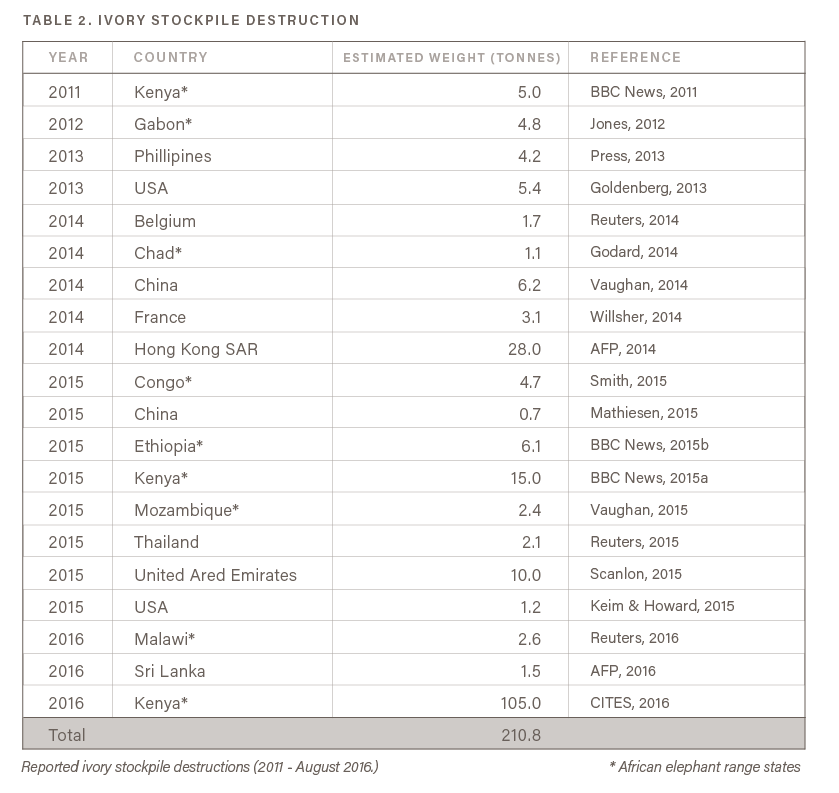 TABLE 2. IVORY STOCKPILE DESTRUCTION
YEAR COUNTRY ESTIMATED WEIGHT (TONNES) REFERENCE
2011 Kenya* 5.0 BBC News, 2011
2012 Gabon* 4.8 Jones, 2012
2013 Phillipines 4.2 Press, 2013
2013 USA 5.4 Goldenberg, 2013
2014 Belgium 1.7 Reuters, 2014
2014 Chad* 1.1 Godard, 2014
2014 China 6.2 Vaughan, 2014
2014 France 3.1 Willsher, 2014
2014 Hong Kong SAR 28.0 AFP, 2014
2015 Congo* 4.7 Smith, 2015
2015 China 0.7 Mathiesen, 2015
2015 Ethiopia* 6.1 BBC News, 2015b
2015 Kenya* 15.0 BBC News, 2015a
2015 Mozambique* 2.4 Vaughan, 2015
2015 Thailand 2.1 Reuters, 2015
2015 United Ared Emirates 10.0 Scanlon, 2015
2015 USA 1.2 Keim & Howard, 2015
2016 Malawi* 2.6 Reuters, 2016
2016 Sri Lanka 1.5 AFP, 2016
2016 Kenya* 105.0 CITES, 2016
Total 210.8
Reported ivory stockpile destructions (2011 - August 2016.) * African elephant range states